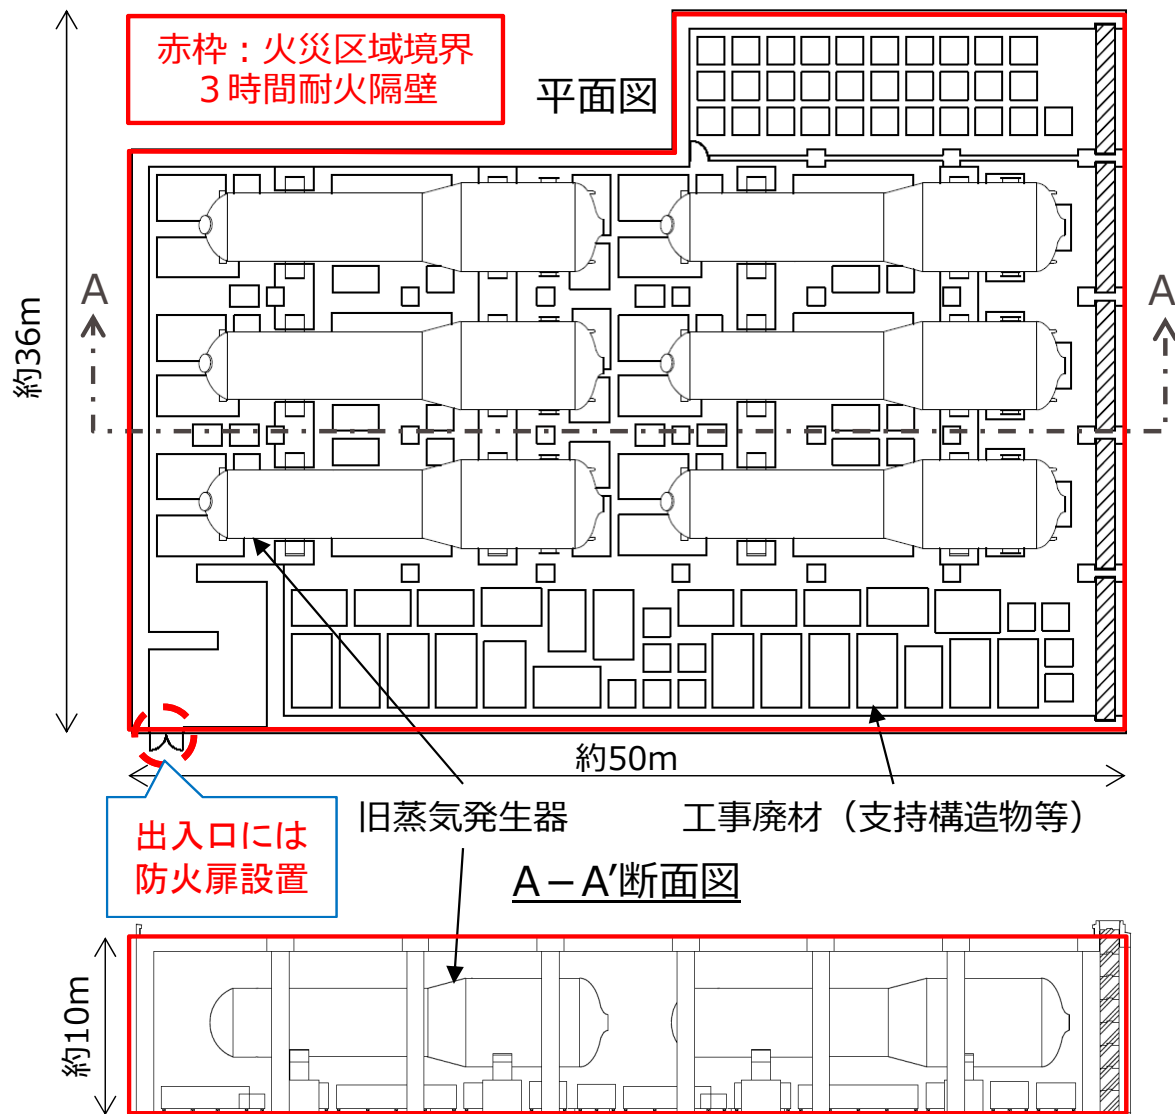 赤枠：火災区域境界
３時間耐火隔壁
平面図
約36m
A
A
約50m
出入口には
防火扉設置
旧蒸気発生器
工事廃材（支持構造物等）
A－A′断面図
約10m